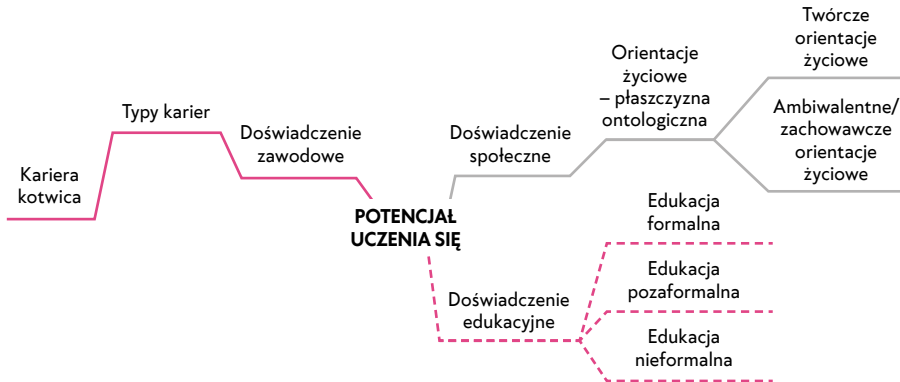 Kariera
kotwica
Typy karier
Doświadczenie
zawodowe
POTENCJAŁ
UCZENIA SIĘ
Doświadczenie
społeczne
Orientacje
życiowe
– płaszczyzna
ontologiczna
Twórcze
orientacje
życiowe
Ambiwalentne/
zachowawcze
orientacje
życiowe
Doświadczenie
edukacyjne
Edukacja
formalna
Edukacja
pozaformalna
Edukacja
nieformalna